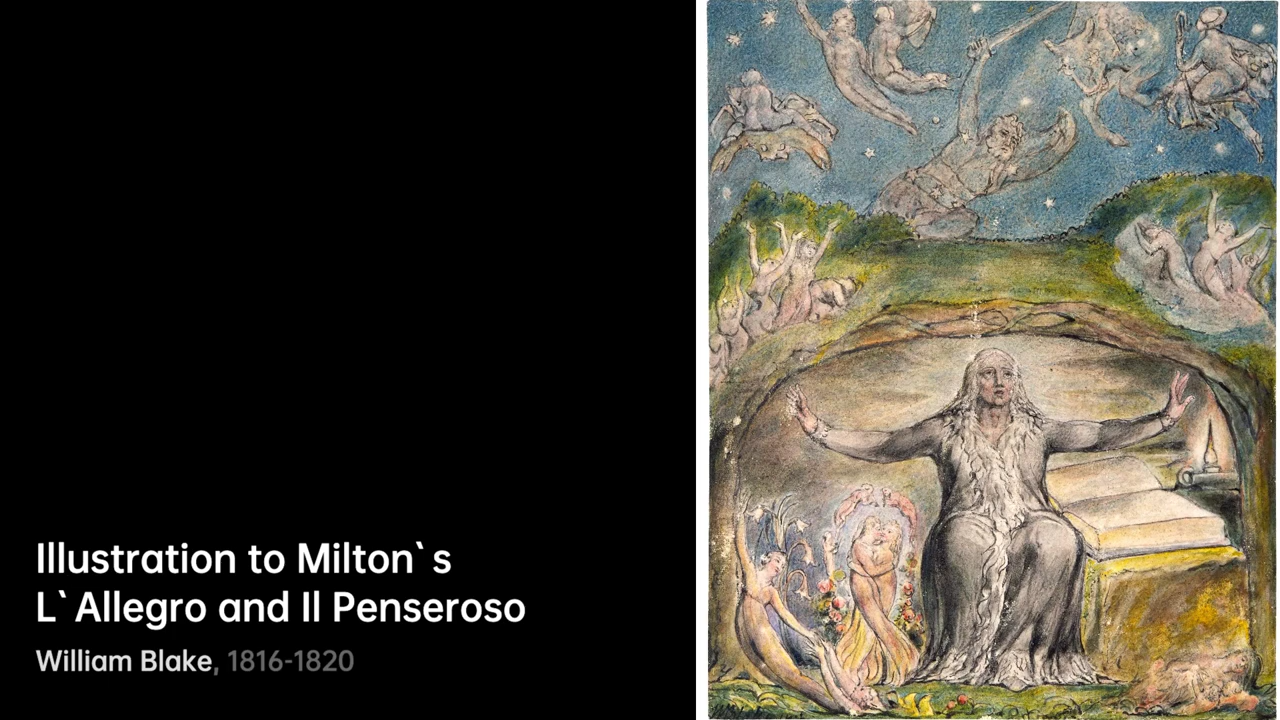 Illustration to Milton`s
L`Allegro and Il Penseroso
William Blake, 1816-1820